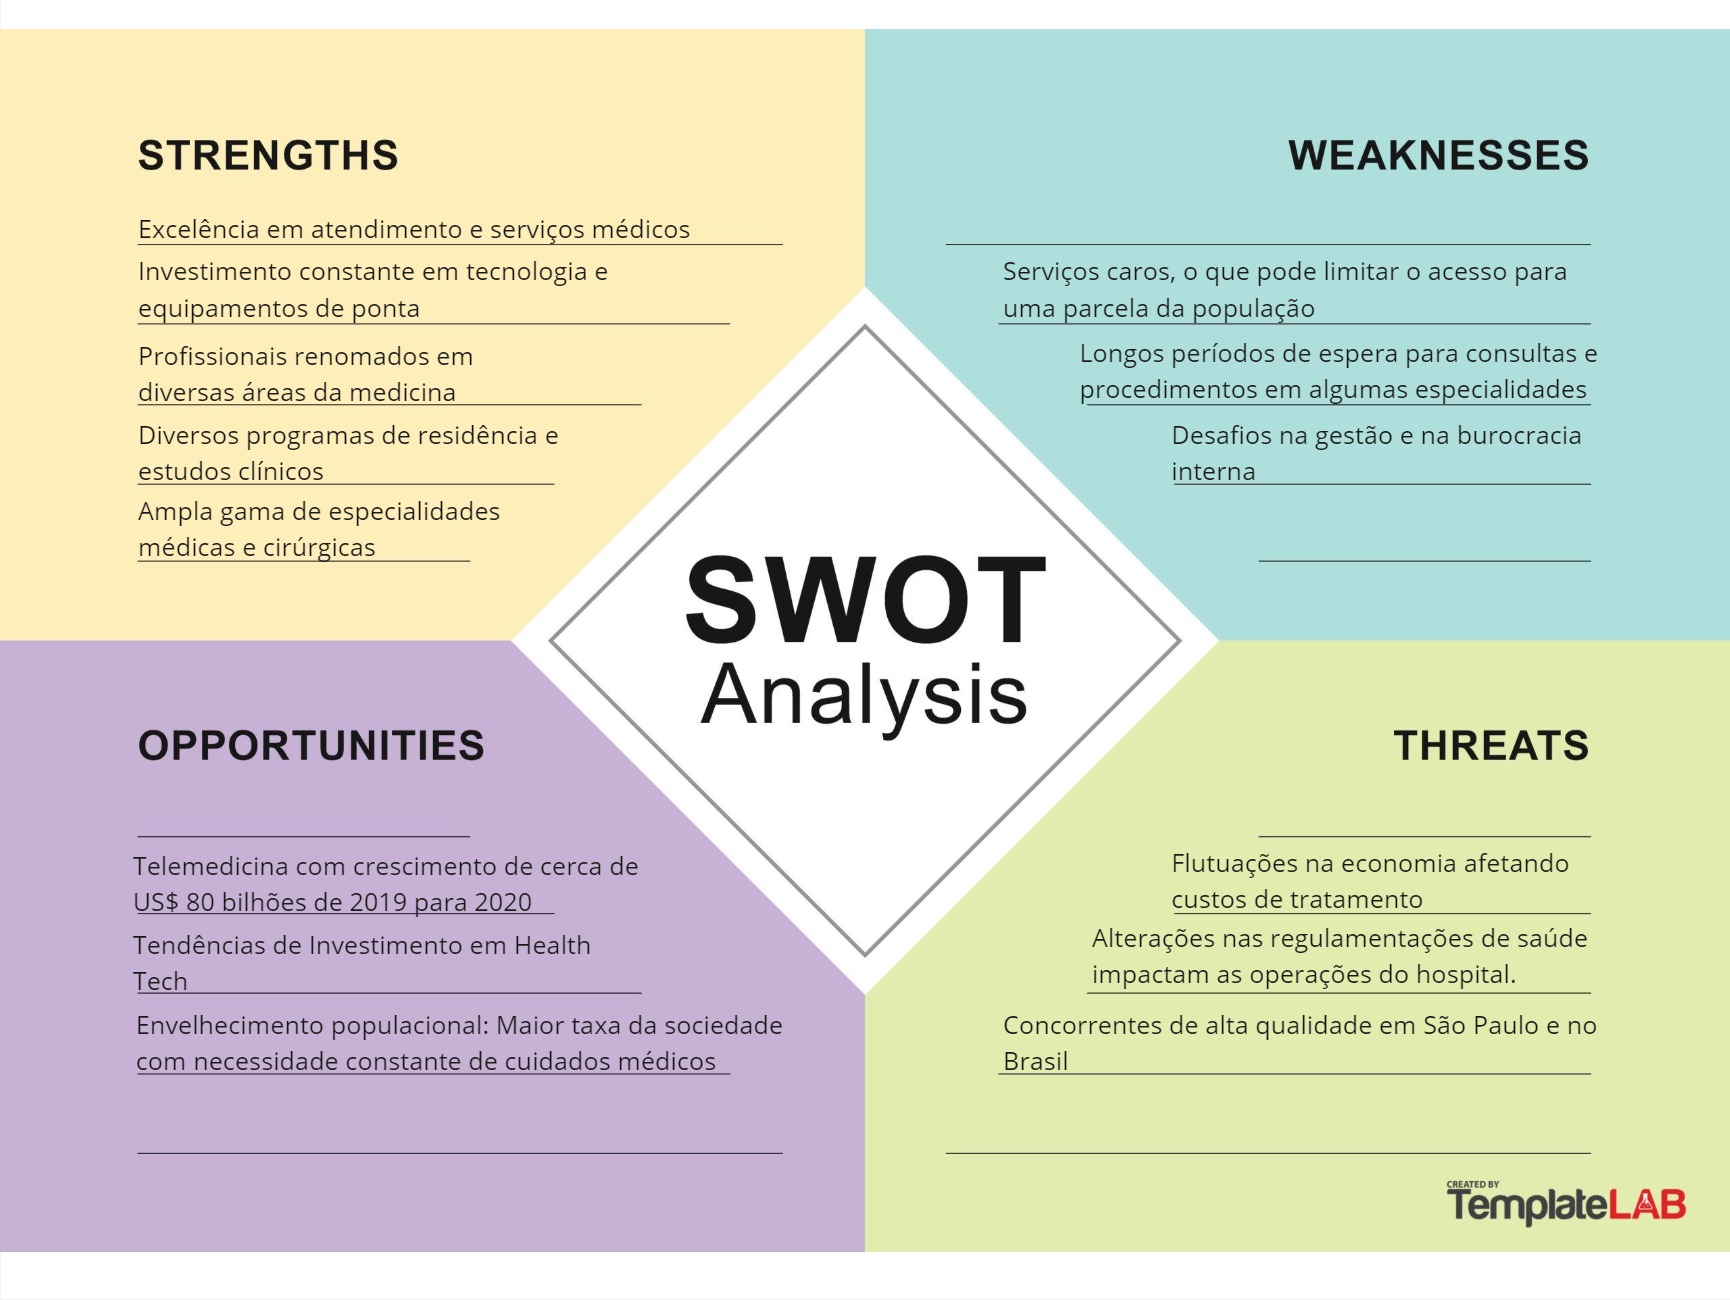 STRENGTHS
Excelência em atendimento e serviços médicos
Investimento constante em tecnologia e
equipamentos de ponta
Profissionais renomados em
diversas áreas da medicina
Diversos programas de residência e
estudos clínicos
Ampla gama de especialidades
médicas e cirúrgicas
WEAKNESSES
Serviços caros, o que pode limitar o acesso para
uma parcela da população
Longos períodos de espera para consultas e
procedimentos em algumas especialidades
Desafios na gestão e na burocracia
interna
SWOT
Analysis
OPPORTUNITIES
Telemedicina com crescimento de cerca de
US$ 80 bilhões de 2019 para 2020
Tendências de Investimento em Health
Tech
Envelhecimento populacional: Maior taxa da sociedade
com necessidade constante de cuidados médicos
THREATS
Flutuações na economia afetando
custos de tratamento
Alterações nas regulamentações de saúde
impactam as operações do hospital.
Concorrentes de alta qualidade em São Paulo e no
Brasil
CREATED BY
TemplateLAB